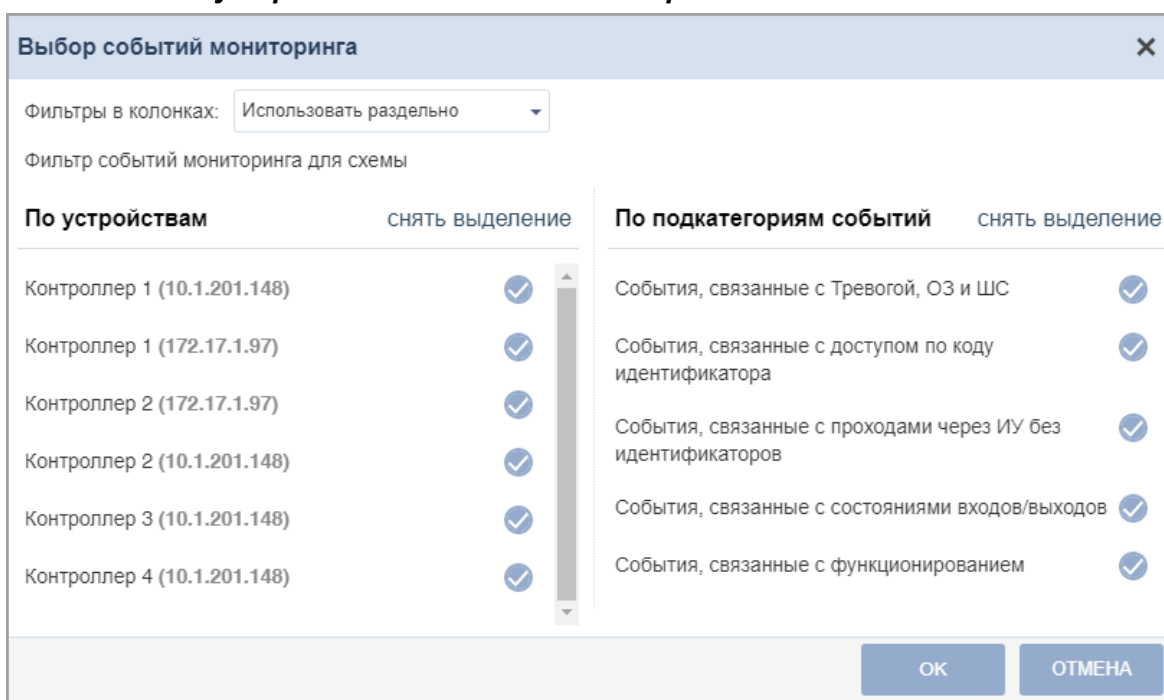 Выбор событий мониторинга
Фильтры в колонках: Использовать раздельно
Фильтр событий мониторинга для схемы
По устройствам снять выделение
Контроллер 1 (10.1.201.148)
Контроллер 1 (172.17.1.97)
Контроллер 2 (172.17.1.97)
Контроллер 2 (10.1.201.148)
Контроллер 3 (10.1.201.148)
Контроллер 4 (10.1.201.148)
По подкатегориям событий снять выделение
События, связанные с Тревогой, ОЗ и ШС
События, связанные с доступом по коду
идентификатора
События, связанные с проходами через ИУ без
идентификаторов
События, связанные с состояниями входов/выходов
События, связанные с функционированием
ОК ОТМЕНА